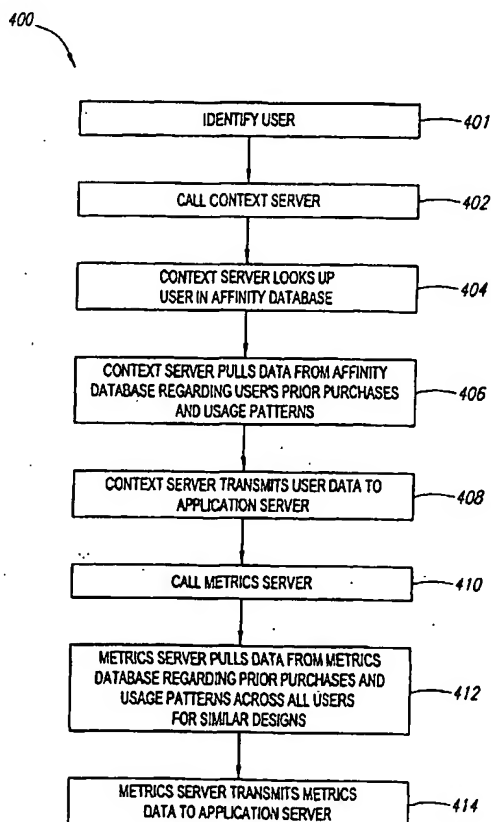 400
IDENTIFY USER
401
CALL CONTEXT SERVER
402
CONTEXT SERVER LOOKS UP
USER IN AFFINITY DATABASE
404
CONTEXT SERVER PULLS DATA FROM AFFINITY
DATABASE REGARDING USER'S PRIOR PURCHASES
AND USAGE PATTERNS
406
CONTEXT SERVER TRANSMITS USER DATA TO
APPLICATION SERVER
408
CALL METRICS SERVER
410
METRICS SERVER PULLS DATA FROM METRICS
DATABASE REGARDING PRIOR PURCHASES AND
USAGE PATTERNS ACROSS ALL USERS
FOR SIMILAR DESIGNS
412
METRICS SERVER TRANSMITS METRICS
DATA TO APPLICATION SERVER
414